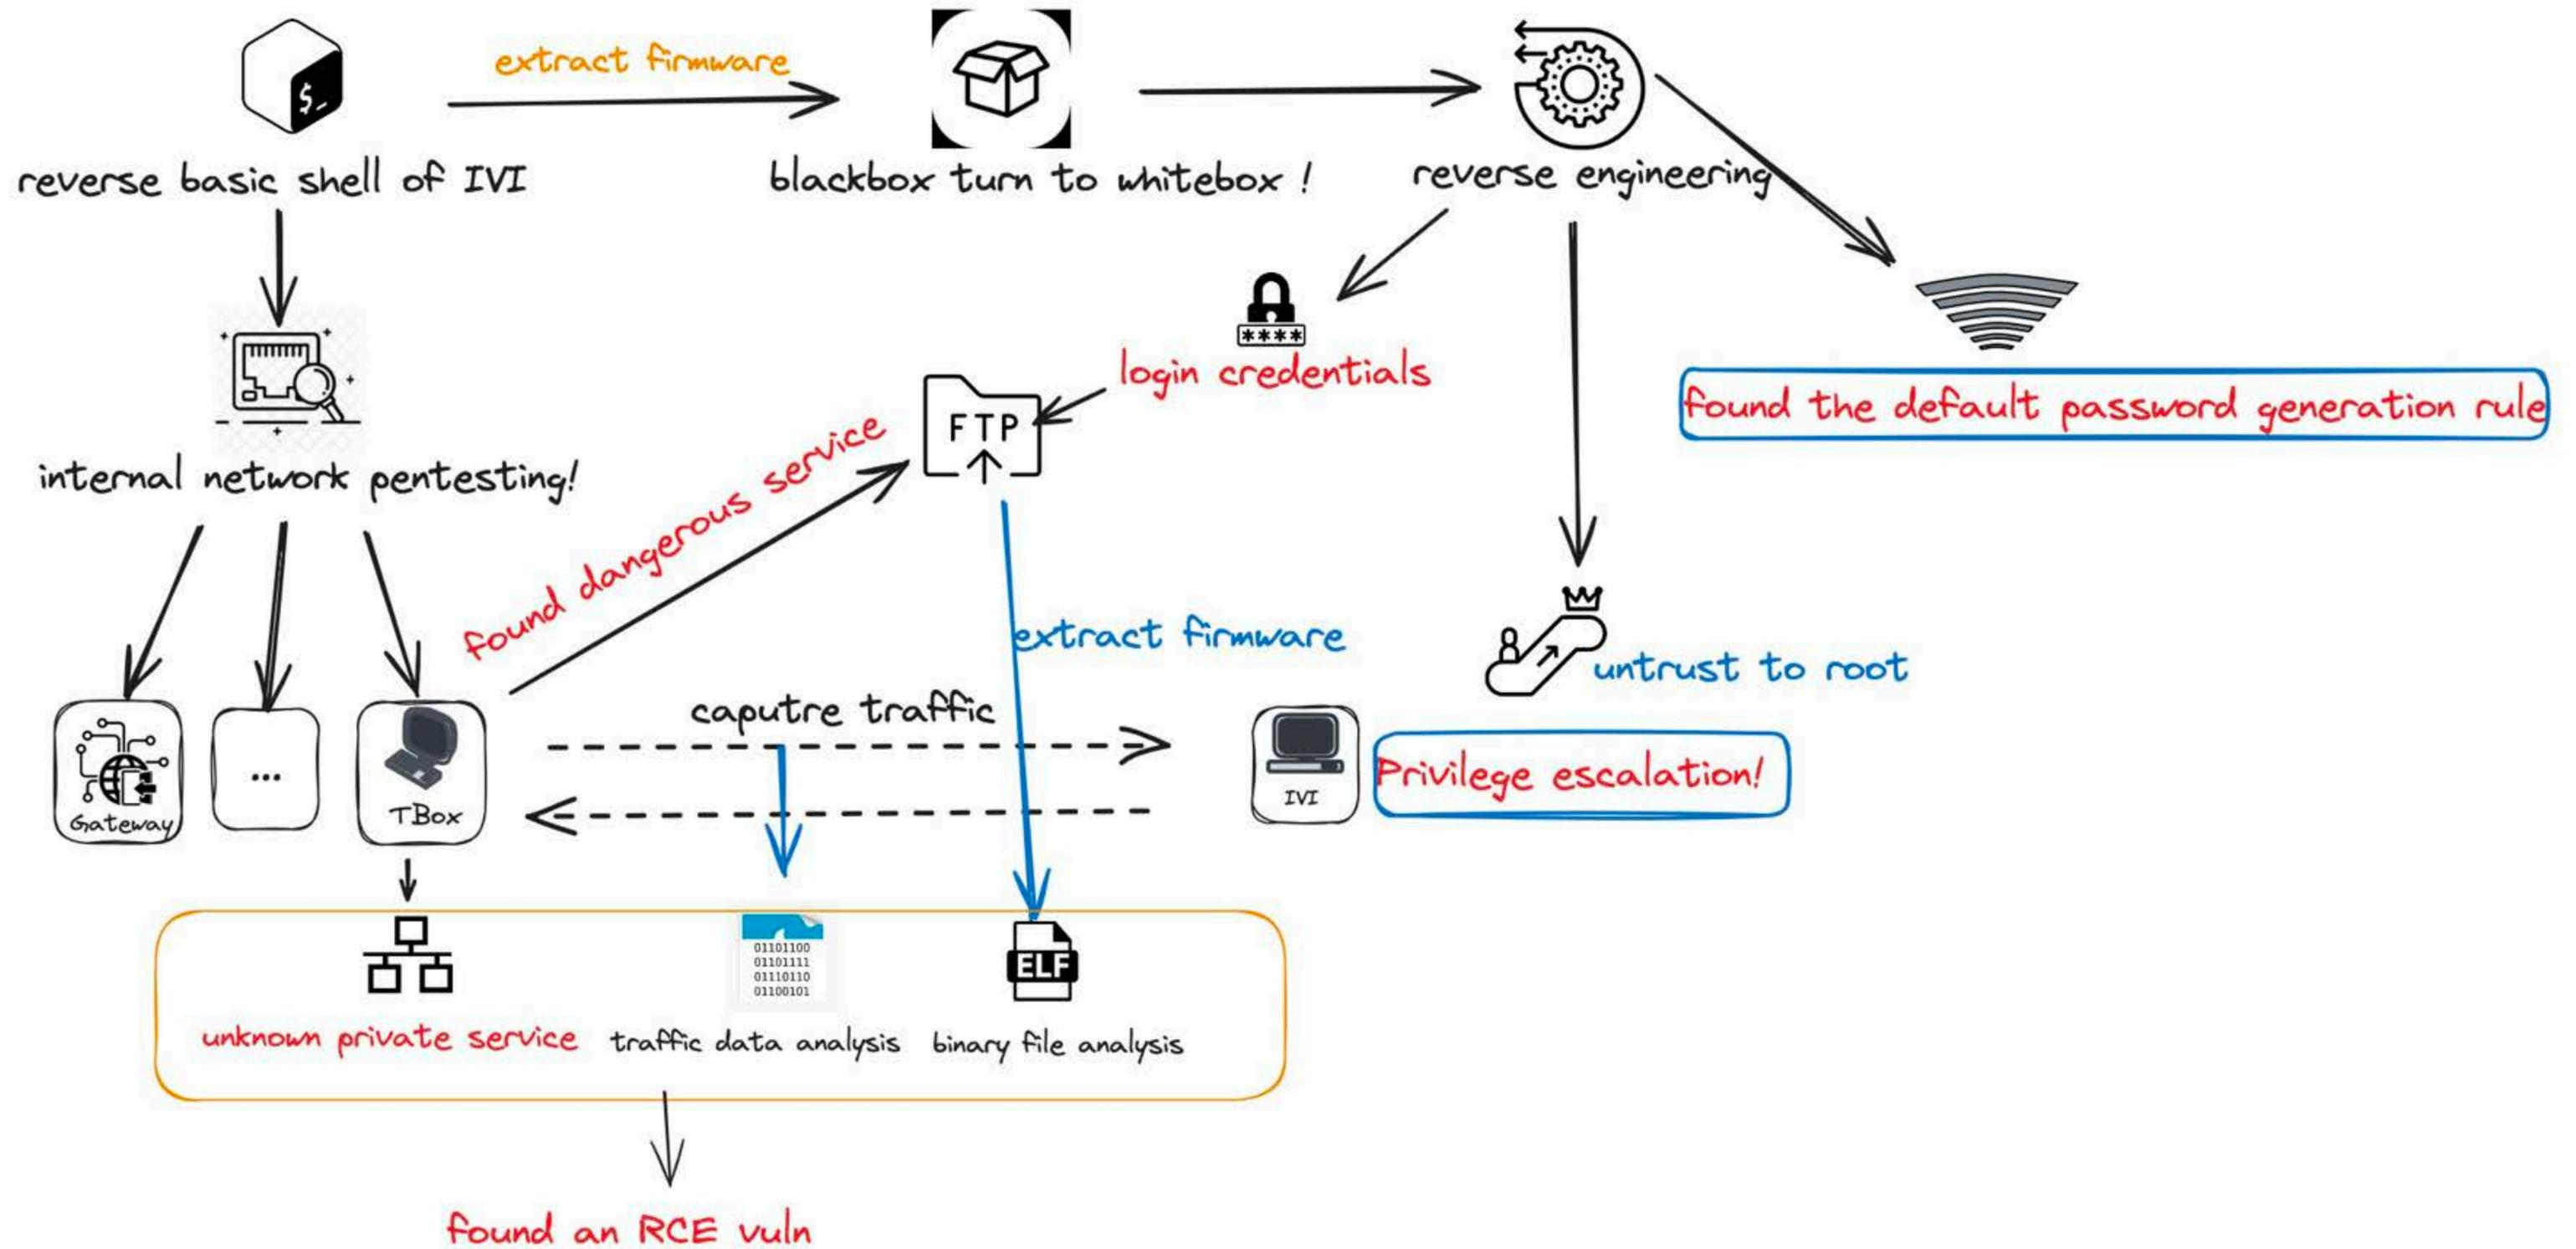 $_
extract firmware
reverse basic shell of IVI
blackbox turn to whitebox !
reverse engineering
****
login credentials
found the default password generation rule
FTP
internal network pentesting!
found dangerous service
extract firmware
untrust to root
caputre traffic
Privilege escalation!
Gateway
...
TBox
IVI
01101100
01101111
01110110
01100101
ELF
unknown private service
traffic data analysis
binary file analysis
found an RCE vuln